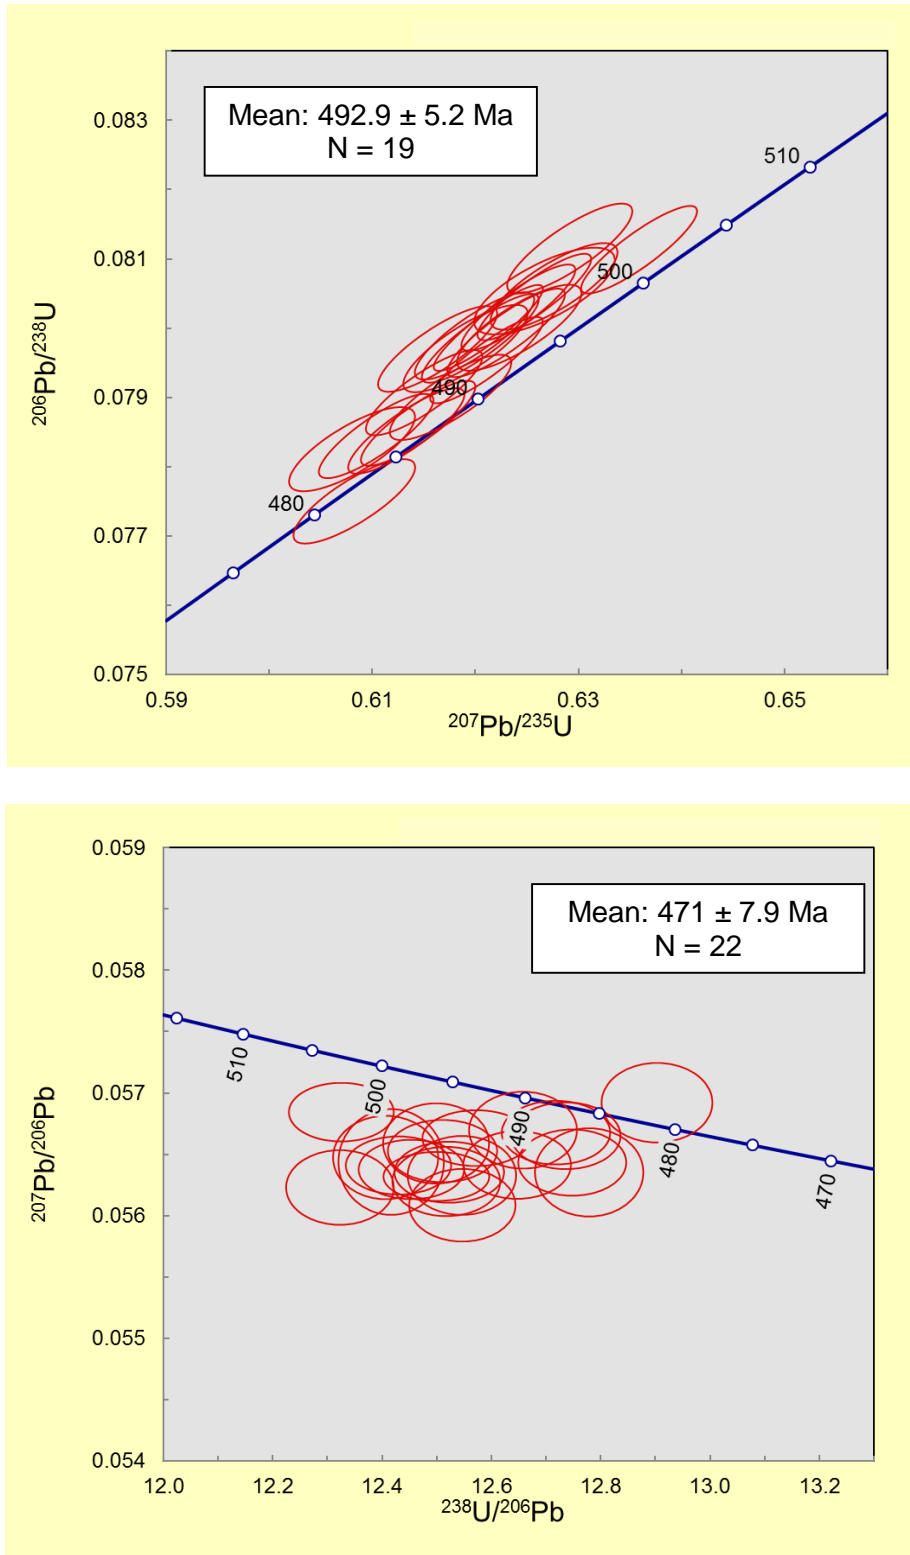 Mean: 492.9 ± 5.2 Ma
N = 19
0.083
0.081
0.079
0.077
0.075
510
500
490
480
0.59 0.61 0.63 0.65
²⁰⁶Pb/²³⁸U
²⁰⁷Pb/²³⁵U
0.059
0.058
0.057
0.056
0.055
0.054
Mean: 471 ± 7.9 Ma
N = 22
510
500
490
480
470
12.0 12.2 12.4 12.6 12.8 13.0 13.2
²⁰⁷Pb/²⁰⁶Pb
²³⁸U/²⁰⁶Pb